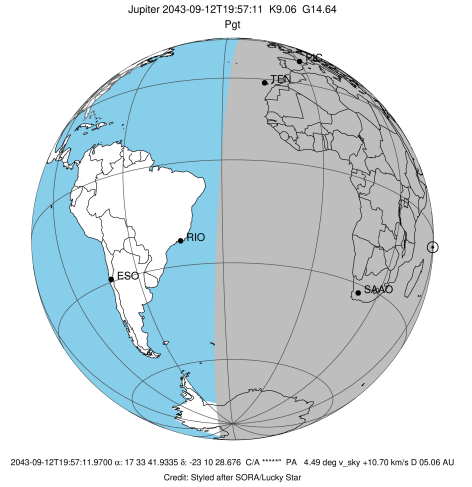 Jupiter 2043-09-12T19:57:11 K9.06 G14.64
Pgt
PIC
TEN
RIO
ESO
SAAO
2043-09-12T19:57:11.9700 α: 17 33 41.9335 δ: -23 10 28.676 C/A *****" PA 4.49 deg v_sky +10.70 km/s D 05.06 AU
Credit: Styled after SORA/Lucky Star